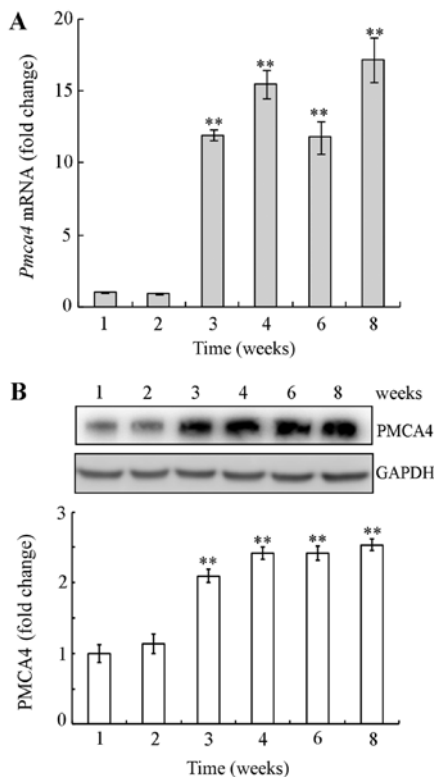 A
Pmca4 mRNA (fold change)
20
15
10
5
0
** ** ** **
1 2 3 4 6 8
Time (weeks)
B
1 2 3 4 6 8 weeks
PMCA4
GAPDH
PMCA4 (fold change)
3
2
1
0
** ** ** **
1 2 3 4 6 8
Time (weeks)